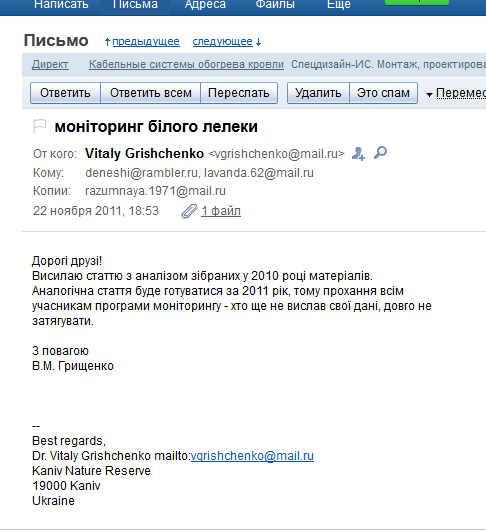 Написать Письма Адреса Файлы Еще
Письмо ↑предыдущее следующее↓
Директ Кабельные системы обогрева кровли Спецдизайн-ИС. Монтаж, проектирова
Ответить Ответить всем Переслать Удалить Это спам Перемес
моніторинг білого лелеки
От кого: Vitaly Grishchenko <vgrishchenko@mail.ru>
Кому: deneshi@rambler.ru, lavanda.62@mail.ru
Копии: razumnaya.1971@mail.ru
22 ноября 2011, 18:53 1 файл
Дорогі друзі!
Висилаю статтю з аналізом зібраних у 2010 році матеріалів.
Аналогічна стаття буде готуватися за 2011 рік, тому прохання всім
учасникам програми моніторингу - хто ще не вислав свої дані, довго не
затягувати.
З повагою
В.М. Грищенко
--
Best regards,
Dr. Vitaly Grishchenko mailto:vgrishchenko@mail.ru
Kaniv Nature Reserve
19000 Kaniv
Ukraine